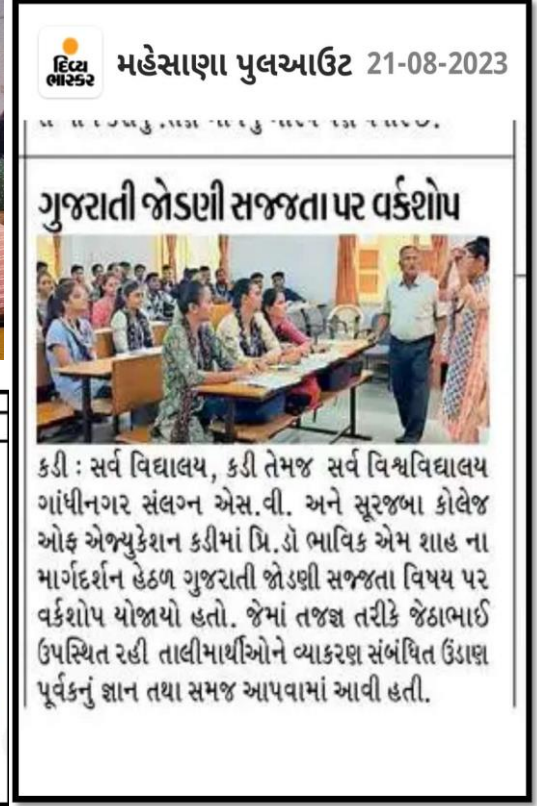 દિવ્ય
ભાસ્કર
મહેસાણા પુલઆઉટ 21-08-2023
ગુજરાતી જોડણી સજ્જતા પર વર્કશોપ
કડી : સર્વ વિદ્યાલય, કડી તેમજ સર્વ વિશ્વવિદ્યાલય
ગાંધીનગર સંલગ્ન એસ.વી. અને સૂરજબા કોલેજ
ઓફ એજ્યુકેશન કડીમાં પ્રિ.ડૉ ભાવિક એમ શાહ ના
માર્ગદર્શન હેઠળ ગુજરાતી જોડણી સજ્જતા વિષય પર
વર્કશોપ યોજાયો હતો. જેમાં તજજ્ઞ તરીકે જેઠાભાઈ
ઉપસ્થિત રહી તાલીમાર્થીઓને વ્યાકરણ સંબંધિત ઉંડાણ
પૂર્વકનું જ્ઞાન તથા સમજ આપવામાં આવી હતી.